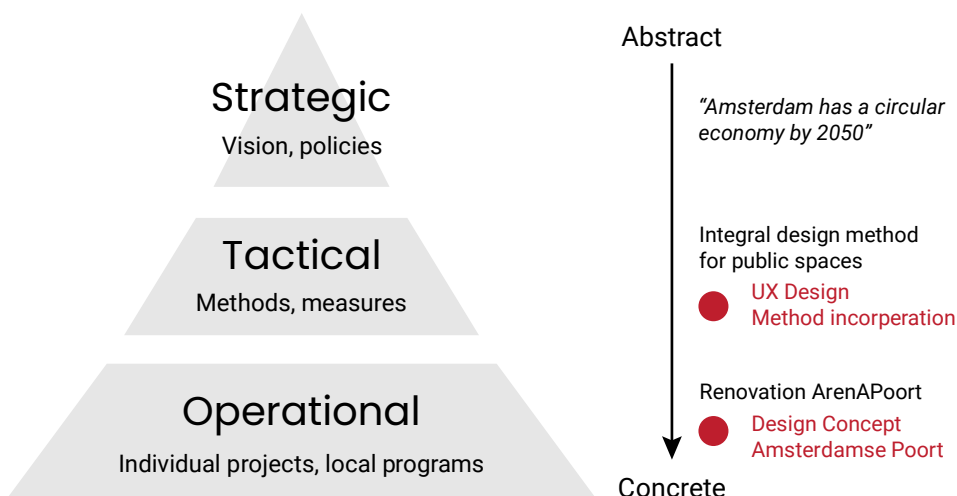 Strategic
Vision, policies
Tactical
Methods, measures
Operational
Individual projects, local programs
Abstract
“Amsterdam has a circular
economy by 2050”
Integral design method
for public spaces
UX Design
Method incorperation
Renovation ArenAPoort
Design Concept
Amsterdamse Poort
Concrete